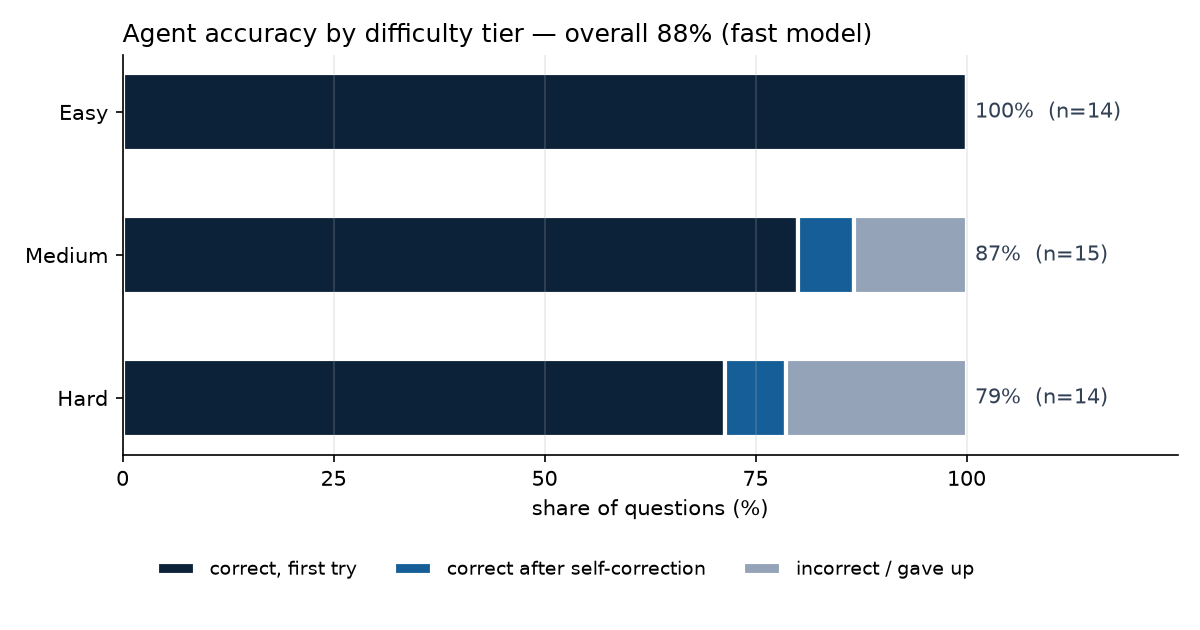 Agent accuracy by difficulty tier — overall 88% (fast model)
Easy
100% (n=14)
Medium
87% (n=15)
Hard
79% (n=14)
0 25 50 75 100
share of questions (%)
correct, first try correct after self-correction incorrect / gave up